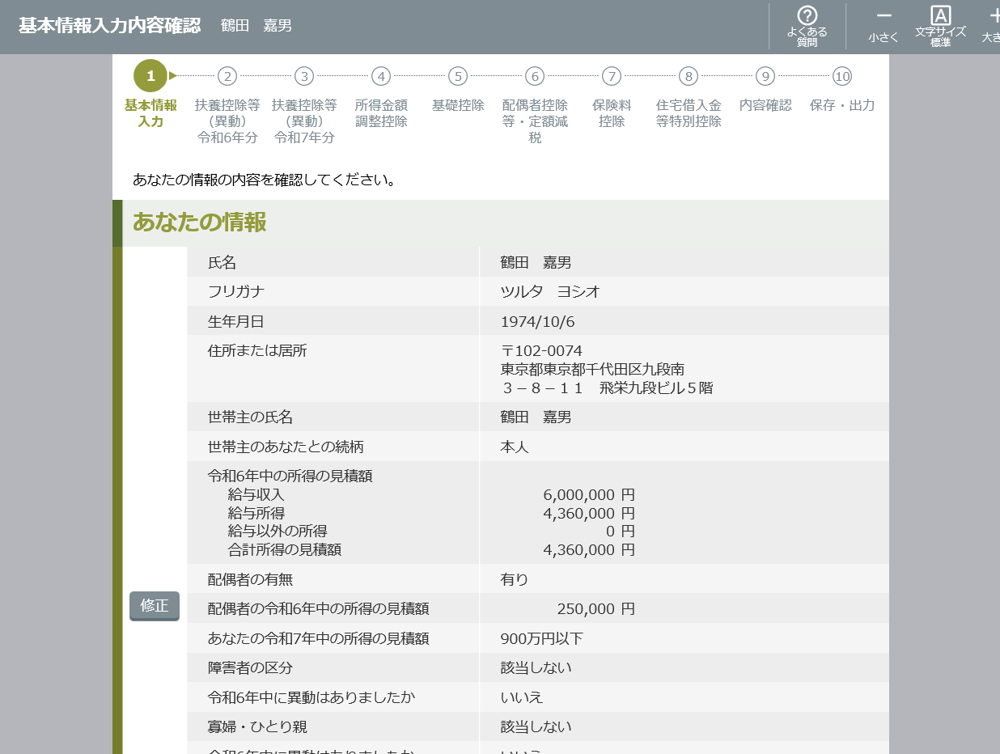 基本情報入力内容確認 鶴田　嘉男
よくある
質問
小さく
A
文字サイズ
標準
大き
1 2 3 4 5 6 7 8 9 10
基本情報
入力
扶養控除等
（異動）
令和6年分
扶養控除等
（異動）
令和7年分
所得金額
調整控除
基礎控除
配偶者控除
等・定額減
税
保険料
控除
住宅借入金
等特別控除
内容確認
保存・出力
あなたの情報の内容を確認してください。
あなたの情報
氏名 鶴田　嘉男
フリガナ ツルタ　ヨシオ
生年月日 1974/10/6
住所または居所 〒102-0074
東京都東京都千代田区九段南
３－８－１１　飛栄九段ビル５階
世帯主の氏名 鶴田　嘉男
世帯主のあなたとの続柄 本人
令和6年中の所得の見積額
給与収入 6,000,000 円
給与所得 4,360,000 円
給与以外の所得 0 円
合計所得の見積額 4,360,000 円
配偶者の有無 有り
修正
配偶者の令和6年中の所得の見積額 250,000 円
あなたの令和7年中の所得の見積額 900万円以下
障害者の区分 該当しない
令和6年中に異動はありましたか いいえ
寡婦・ひとり親 該当しない
令和6年中に異動はありましたか いいえ